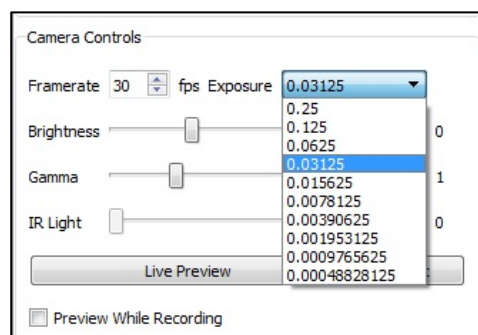 Camera Controls
Framerate 30 fps Exposure 0.03125
0.25
0.125
0.0625
0.03125
0.015625
0.0078125
0.00390625
0.001953125
0.0009765625
0.00048828125
Brightness 0
Gamma 1
IR Light 0
Live Preview
Preview While Recording